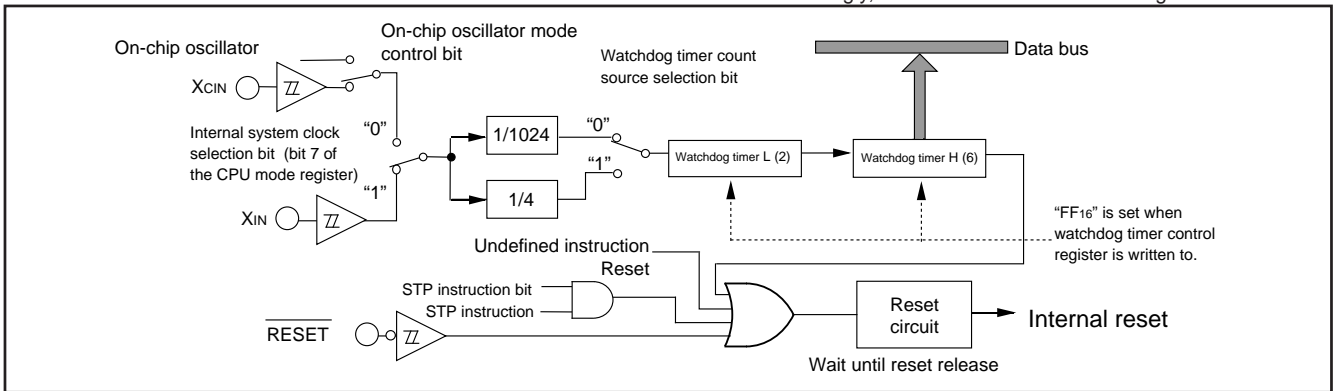 On-chip oscillator
On-chip oscillator mode
control bit
Watchdog timer count
source selection bit
Data bus
XCIN
Internal system clock
selection bit (bit 7 of
the CPU mode register)
“0”
“1”
XIN
1/1024
1/4
“0”
“1”
Watchdog timer L (2)
Watchdog timer H (6)
“FF16” is set when
watchdog timer control
register is written to.
Undefined instruction
Reset
STP instruction bit
STP instruction
RESET
Reset
circuit
Internal reset
Wait until reset release